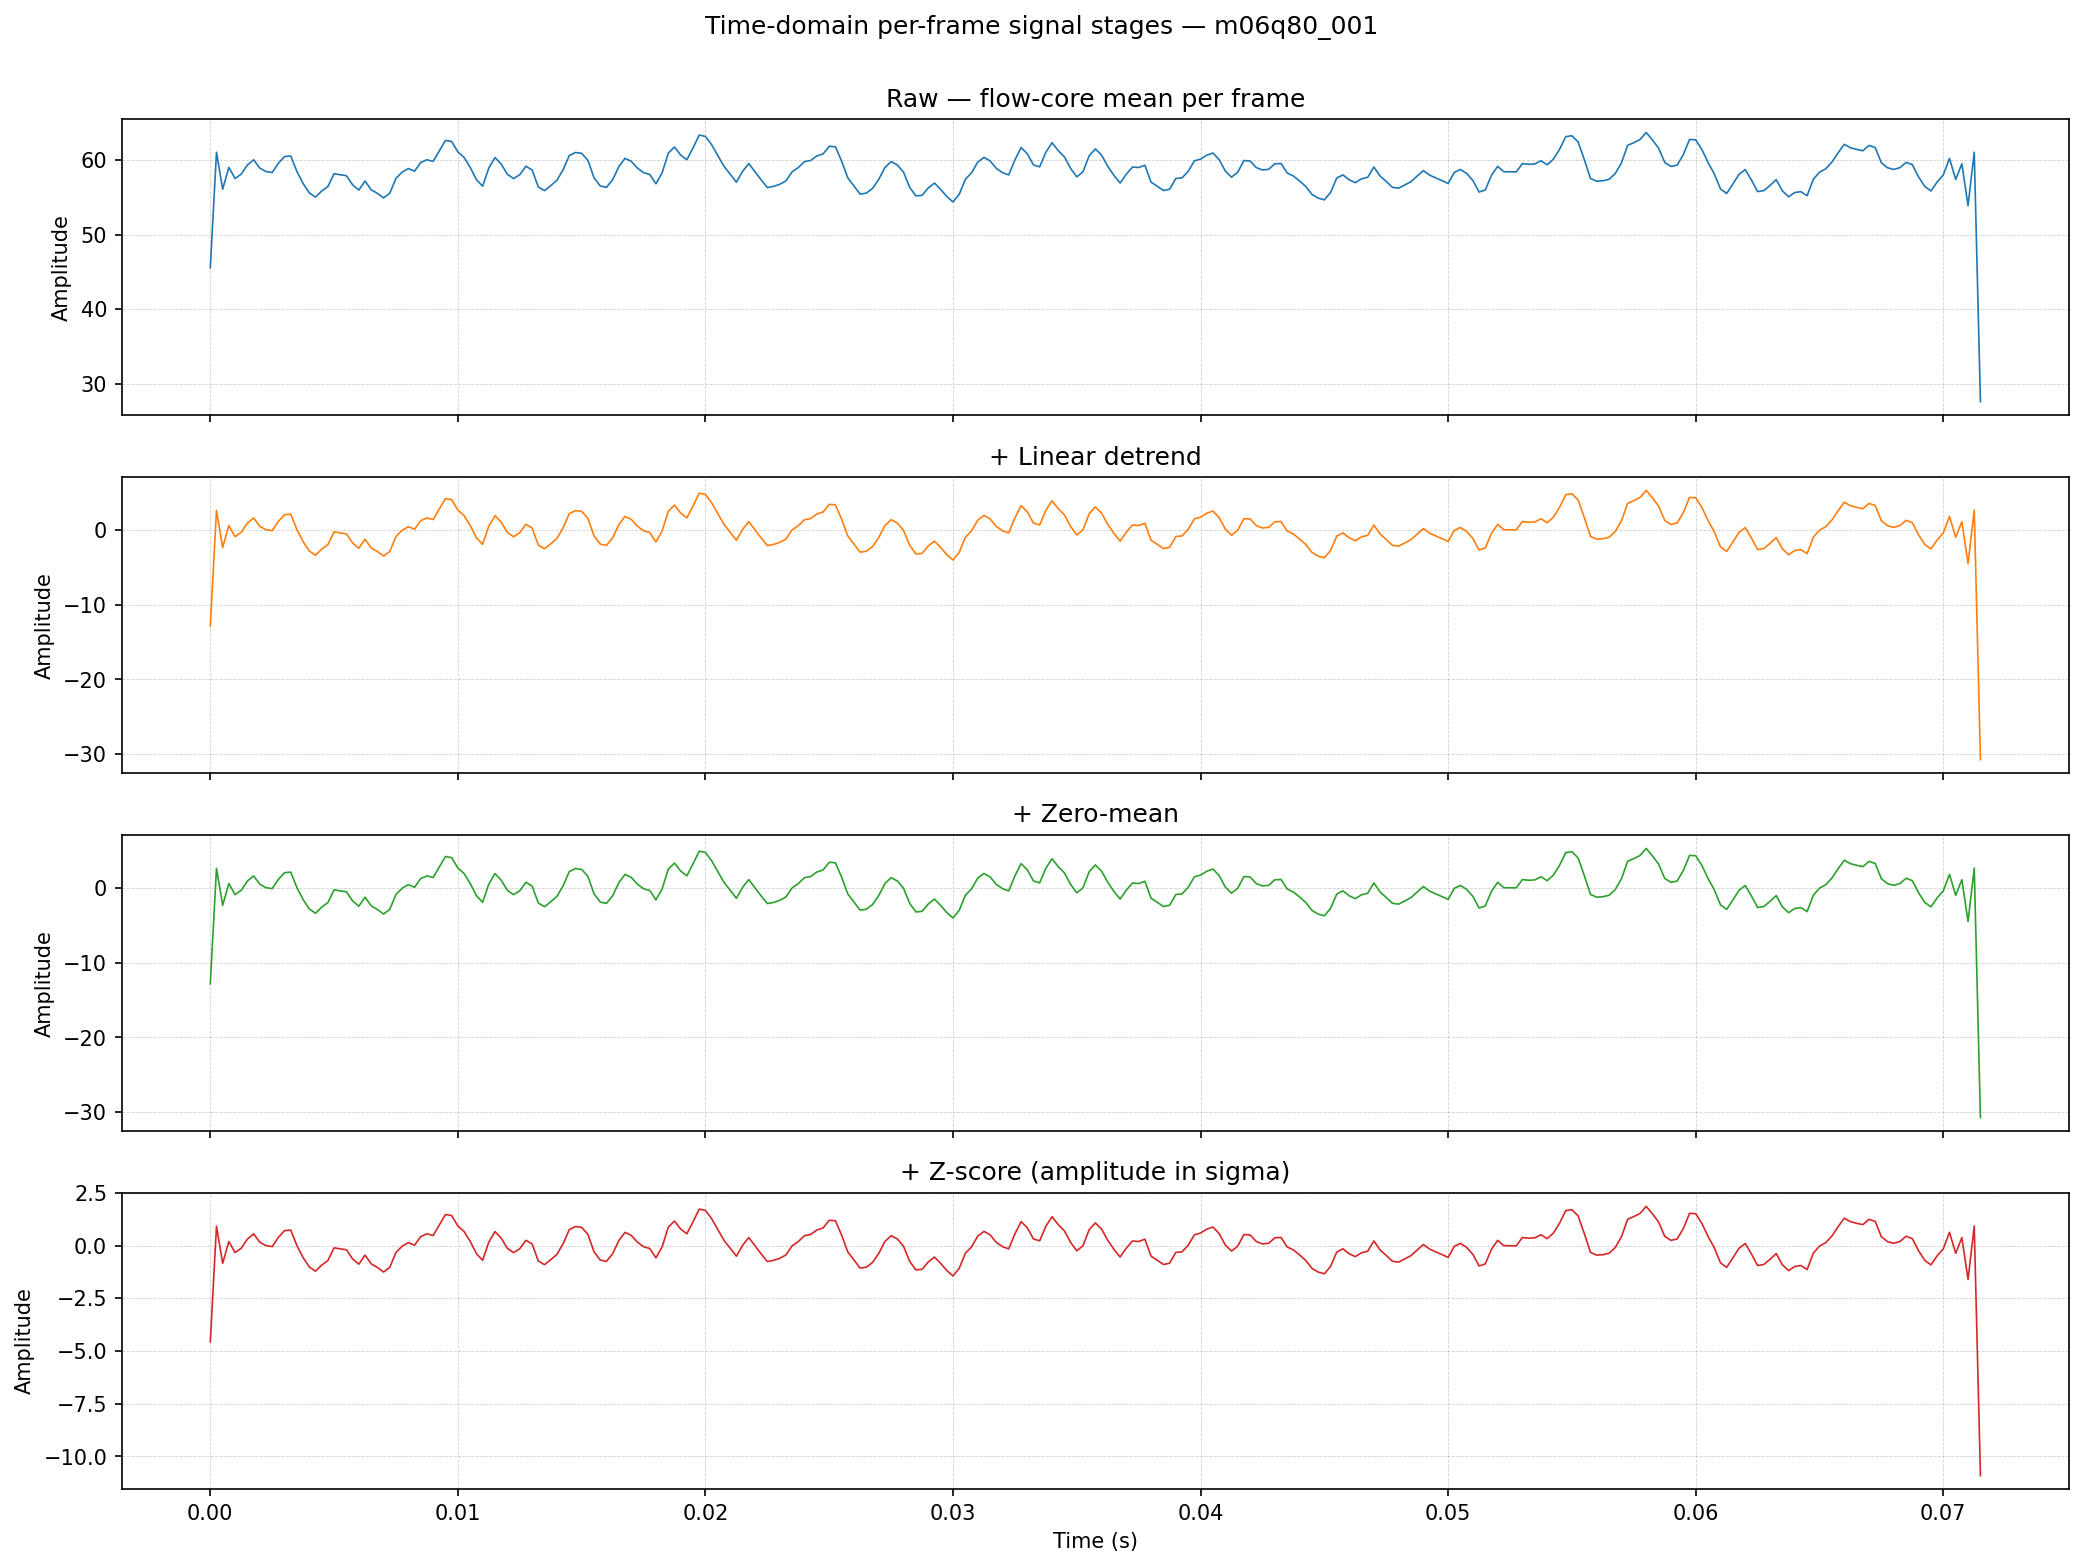 Time-domain per-frame signal stages — m06q80_001
Raw — flow-core mean per frame
Amplitude
60
50
40
30
+ Linear detrend
Amplitude
0
−10
−20
−30
+ Zero-mean
Amplitude
0
−10
−20
−30
+ Z-score (amplitude in sigma)
Amplitude
2.5
0.0
−2.5
−5.0
−7.5
−10.0
0.00 0.01 0.02 0.03 0.04 0.05 0.06 0.07
Time (s)